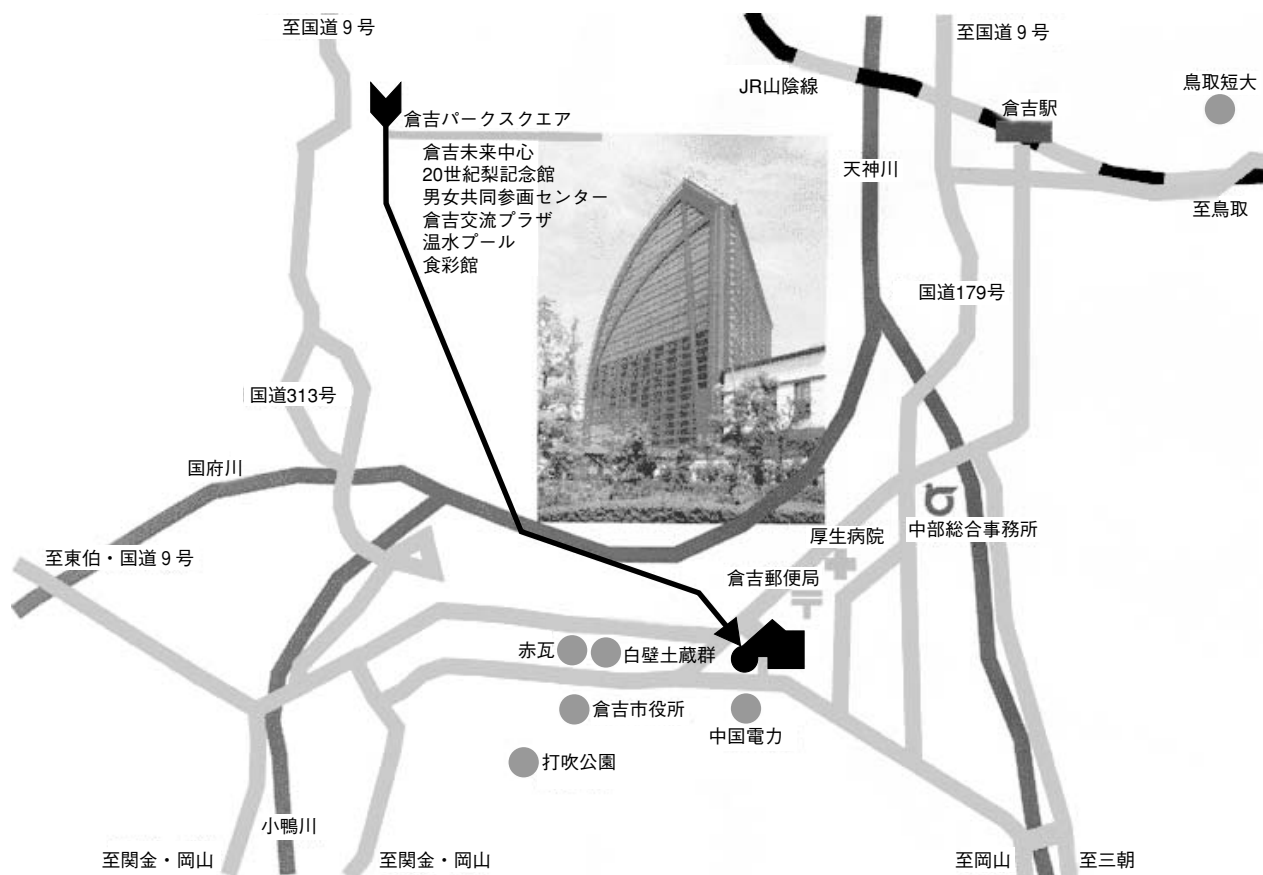 至国道９号
至国道９号
JR山陰線
倉吉駅
鳥取短大
倉吉パークスクエア
倉吉未来中心
20世紀梨記念館
男女共同参画センター
倉吉交流プラザ
温水プール
食彩館
天神川
至鳥取
国道179号
国道313号
国府川
中部総合事務所
厚生病院
至東伯・国道９号
倉吉郵便局
赤瓦
白壁土蔵群
倉吉市役所
中国電力
打吹公園
小鴨川
至関金・岡山
至関金・岡山
至岡山
至三朝